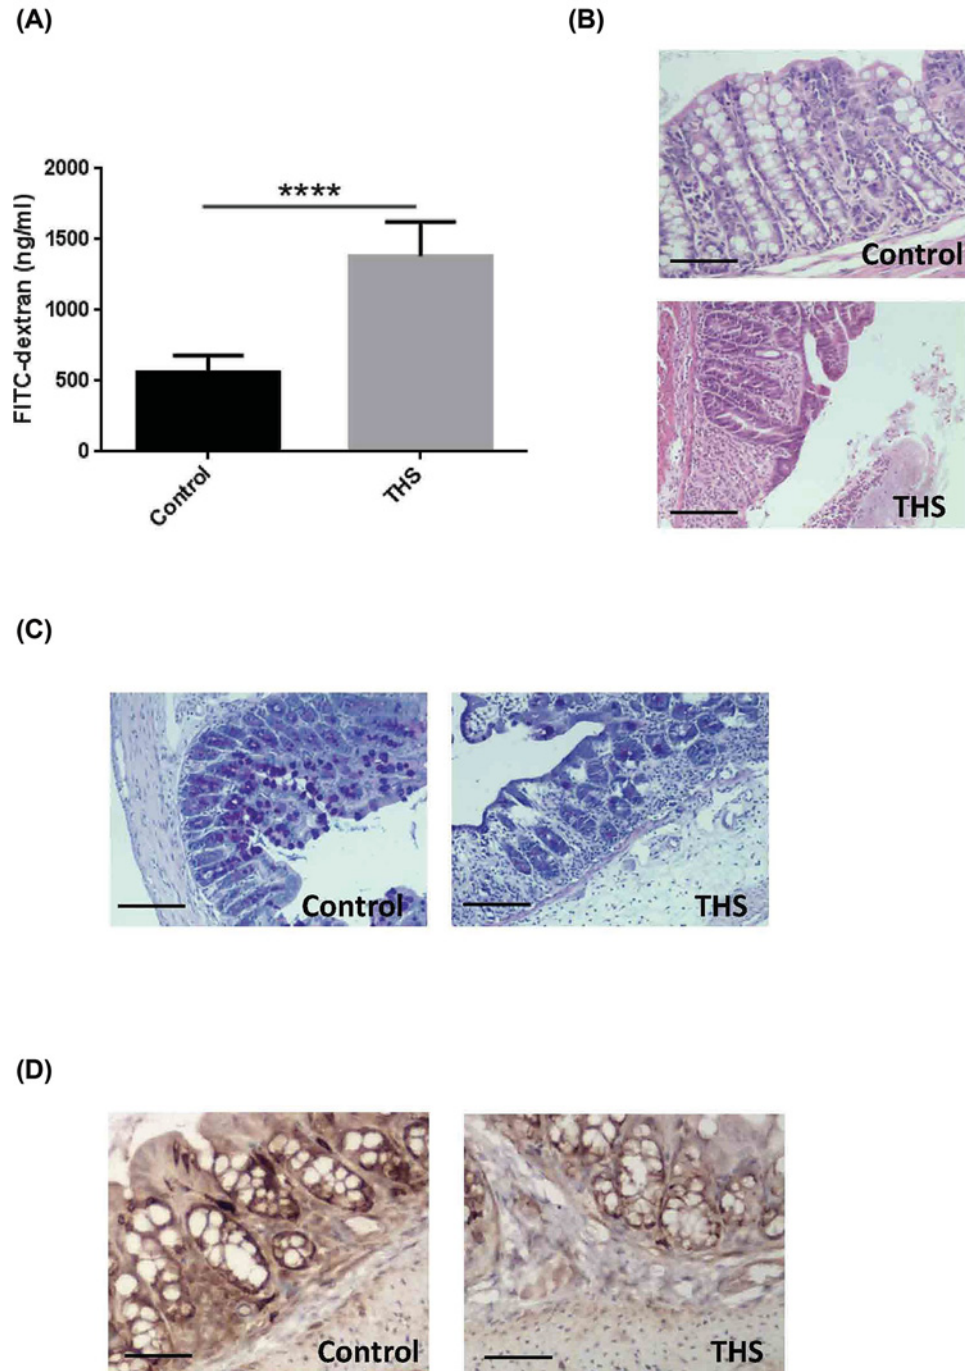 (A)
(B)
2000
1500
1000
500
0
FITC-dextran (ng/ml)
****
Control
THS
Control
THS
(C)
Control
THS
(D)
Control
THS